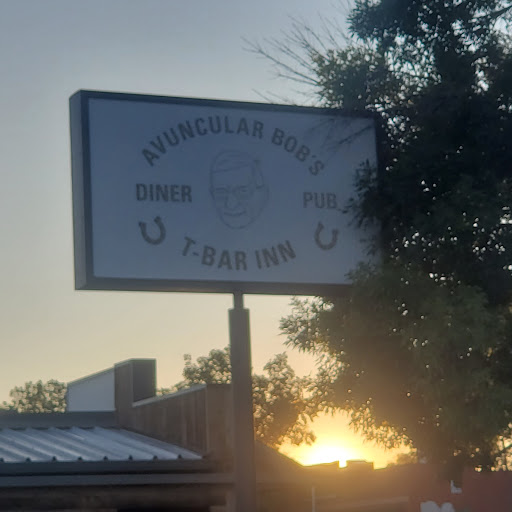 AVUNCULAR BOB'S
DINER PUB
T-BAR INN